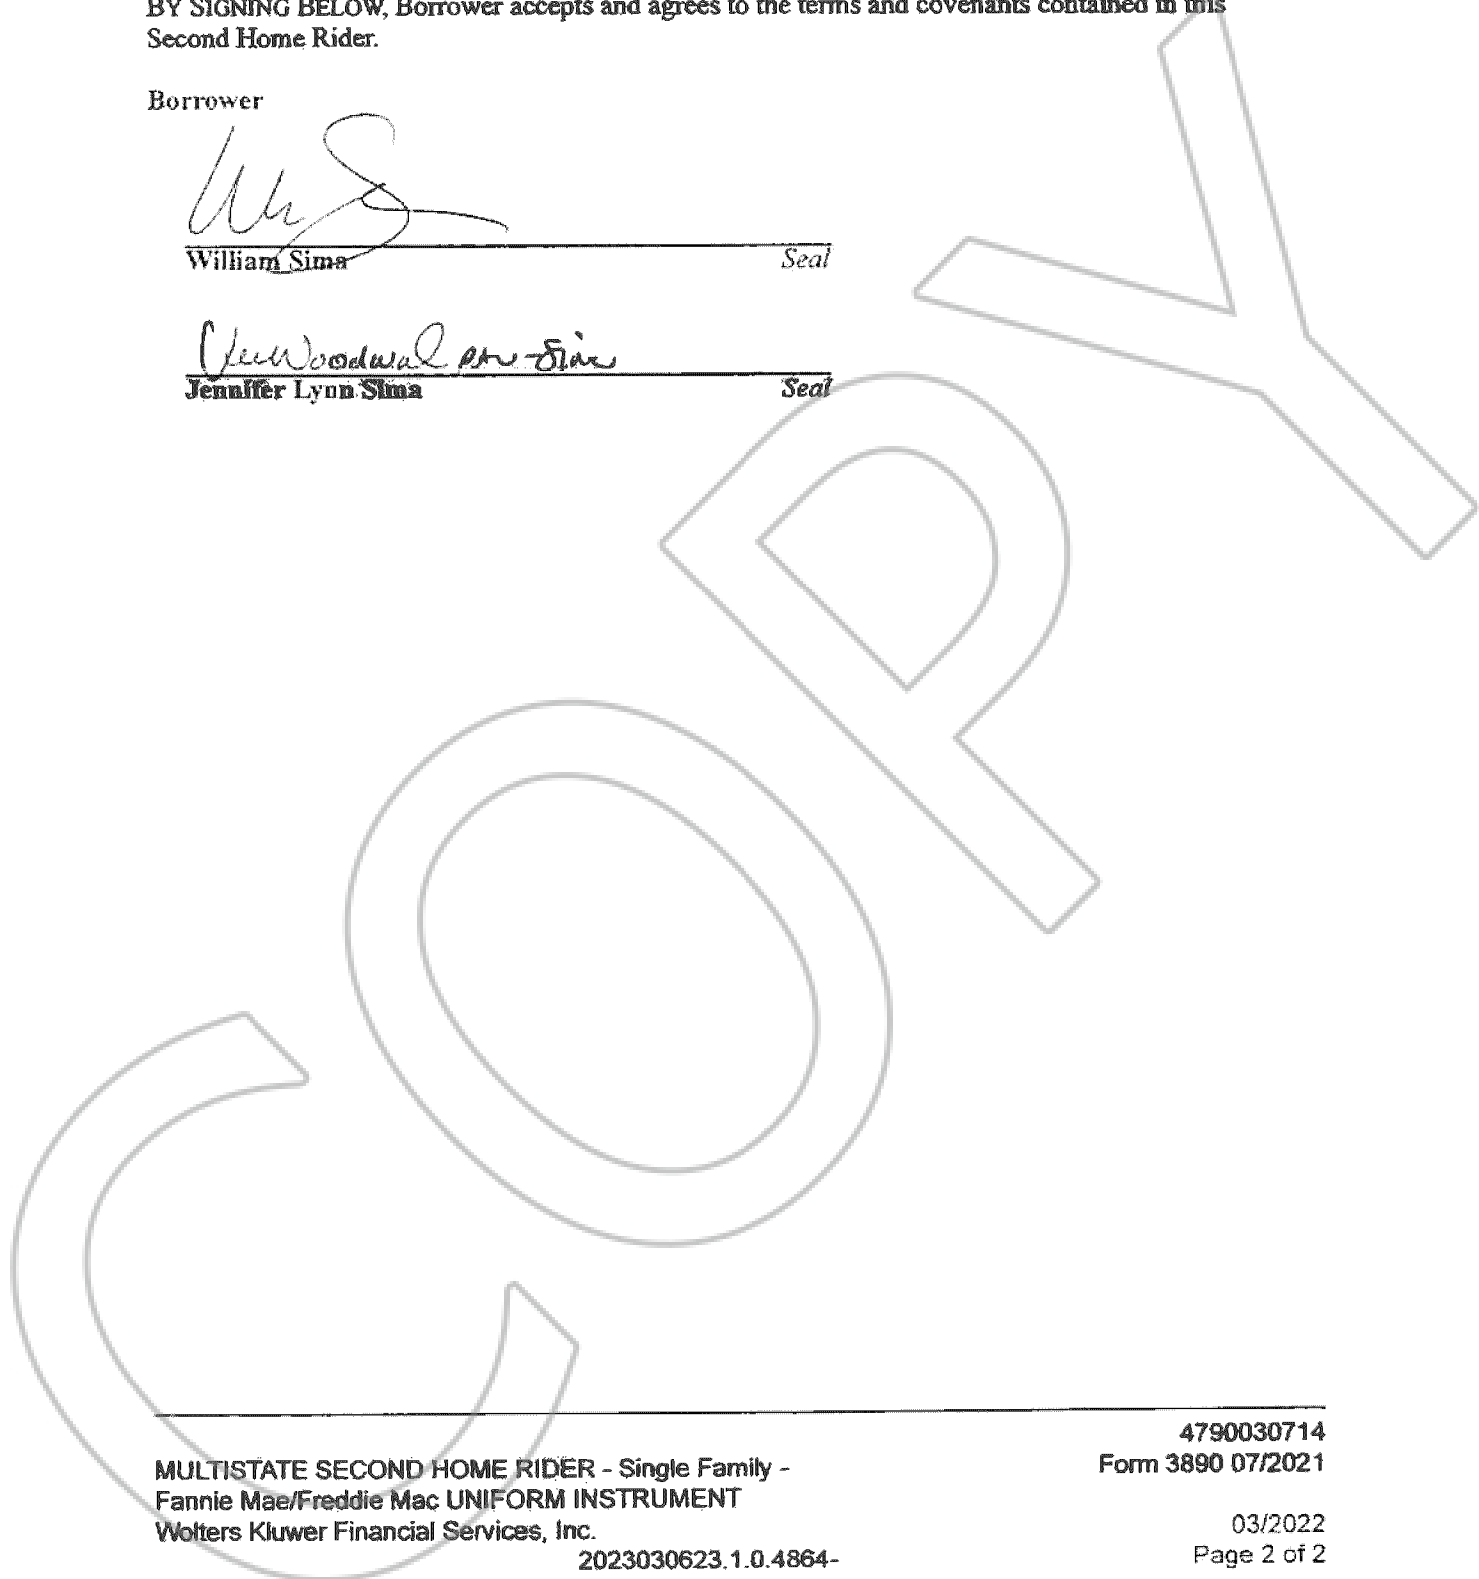 BY SIGNING BELOW, Borrower accepts and agrees to the terms and covenants contained in this
Second Home Rider.
Borrower
William Sima Seal
Jennifer Lynn Sima Seal
COPY
4790030714
MULTISTATE SECOND HOME RIDER - Single Family - Form 3890 07/2021
Fannie Mae/Freddie Mac UNIFORM INSTRUMENT
Wolters Kluwer Financial Services, Inc. 03/2022
2023030623.1.0.4864- Page 2 of 2